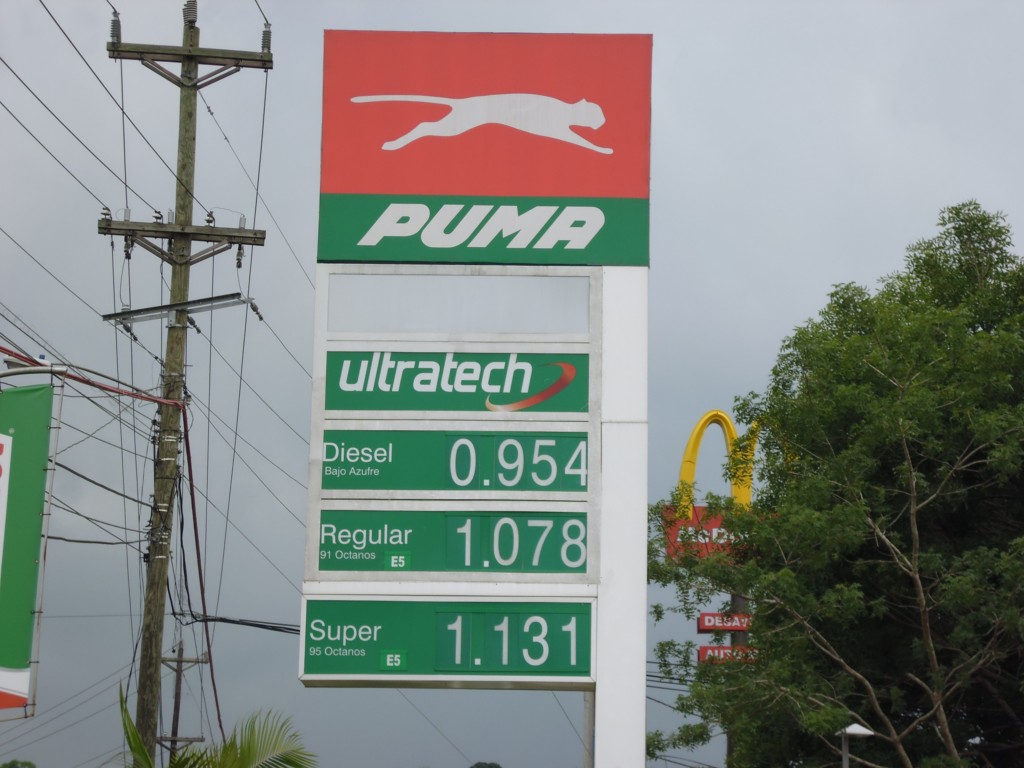 PUMA
ultratech
Diesel 0.954
Bajo Azufre
Regular 1.078
91 Octanos E5
Super 1.131
95 Octanos E5